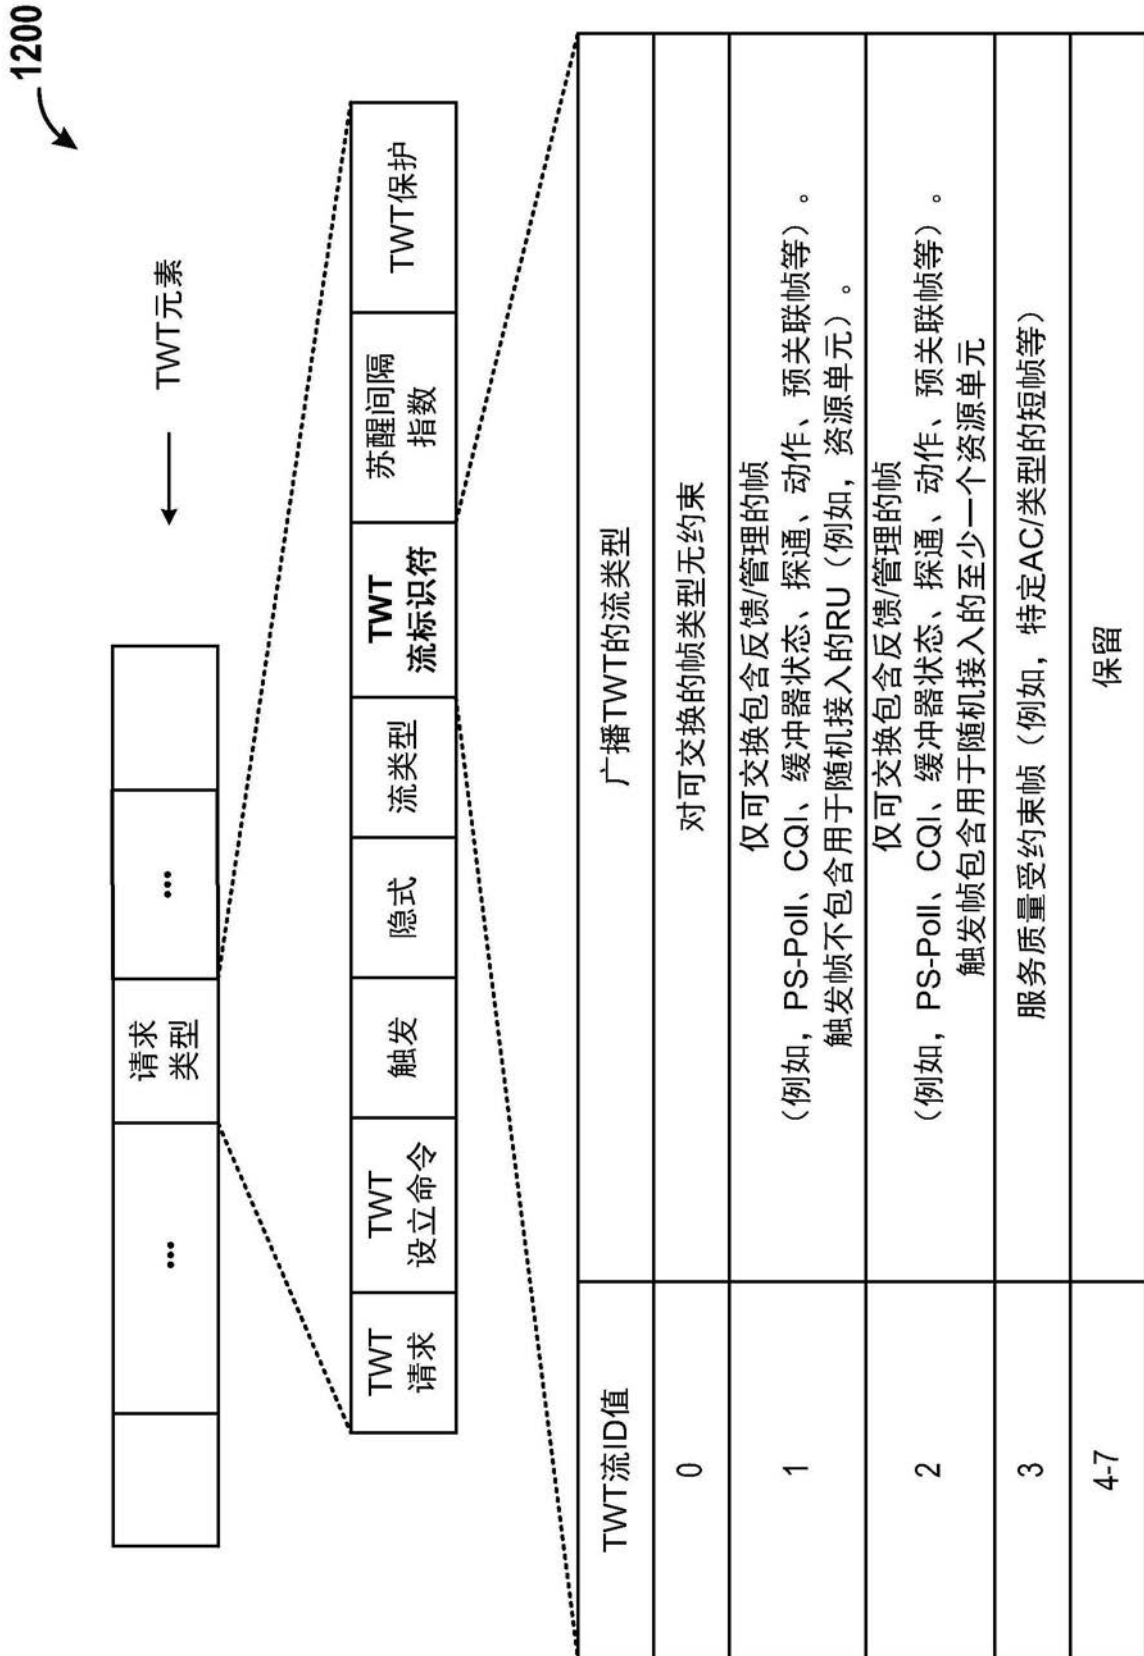 1200
TWT元素
...
请求
类型
...
TWT
请求
TWT
设立命令
触发
隐式
流类型
TWT
流标识符
苏醒间隔
指数
TWT保护
TWT流ID值
广播TWT的流类型
0
对可交换的帧类型无约束
1
仅可交换包含反馈/管理的帧
（例如，PS-Poll、CQI、缓冲器状态、探通、动作、预关联帧等）。
触发帧不包含用于随机接入的RU（例如，资源单元）。
2
仅可交换包含反馈/管理的帧
（例如，PS-Poll、CQI、缓冲器状态、探通、动作、预关联帧等）。
触发帧包含用于随机接入的至少一个资源单元
3
服务质量受约束帧（例如，特定AC/类型的短帧等）
4-7
保留